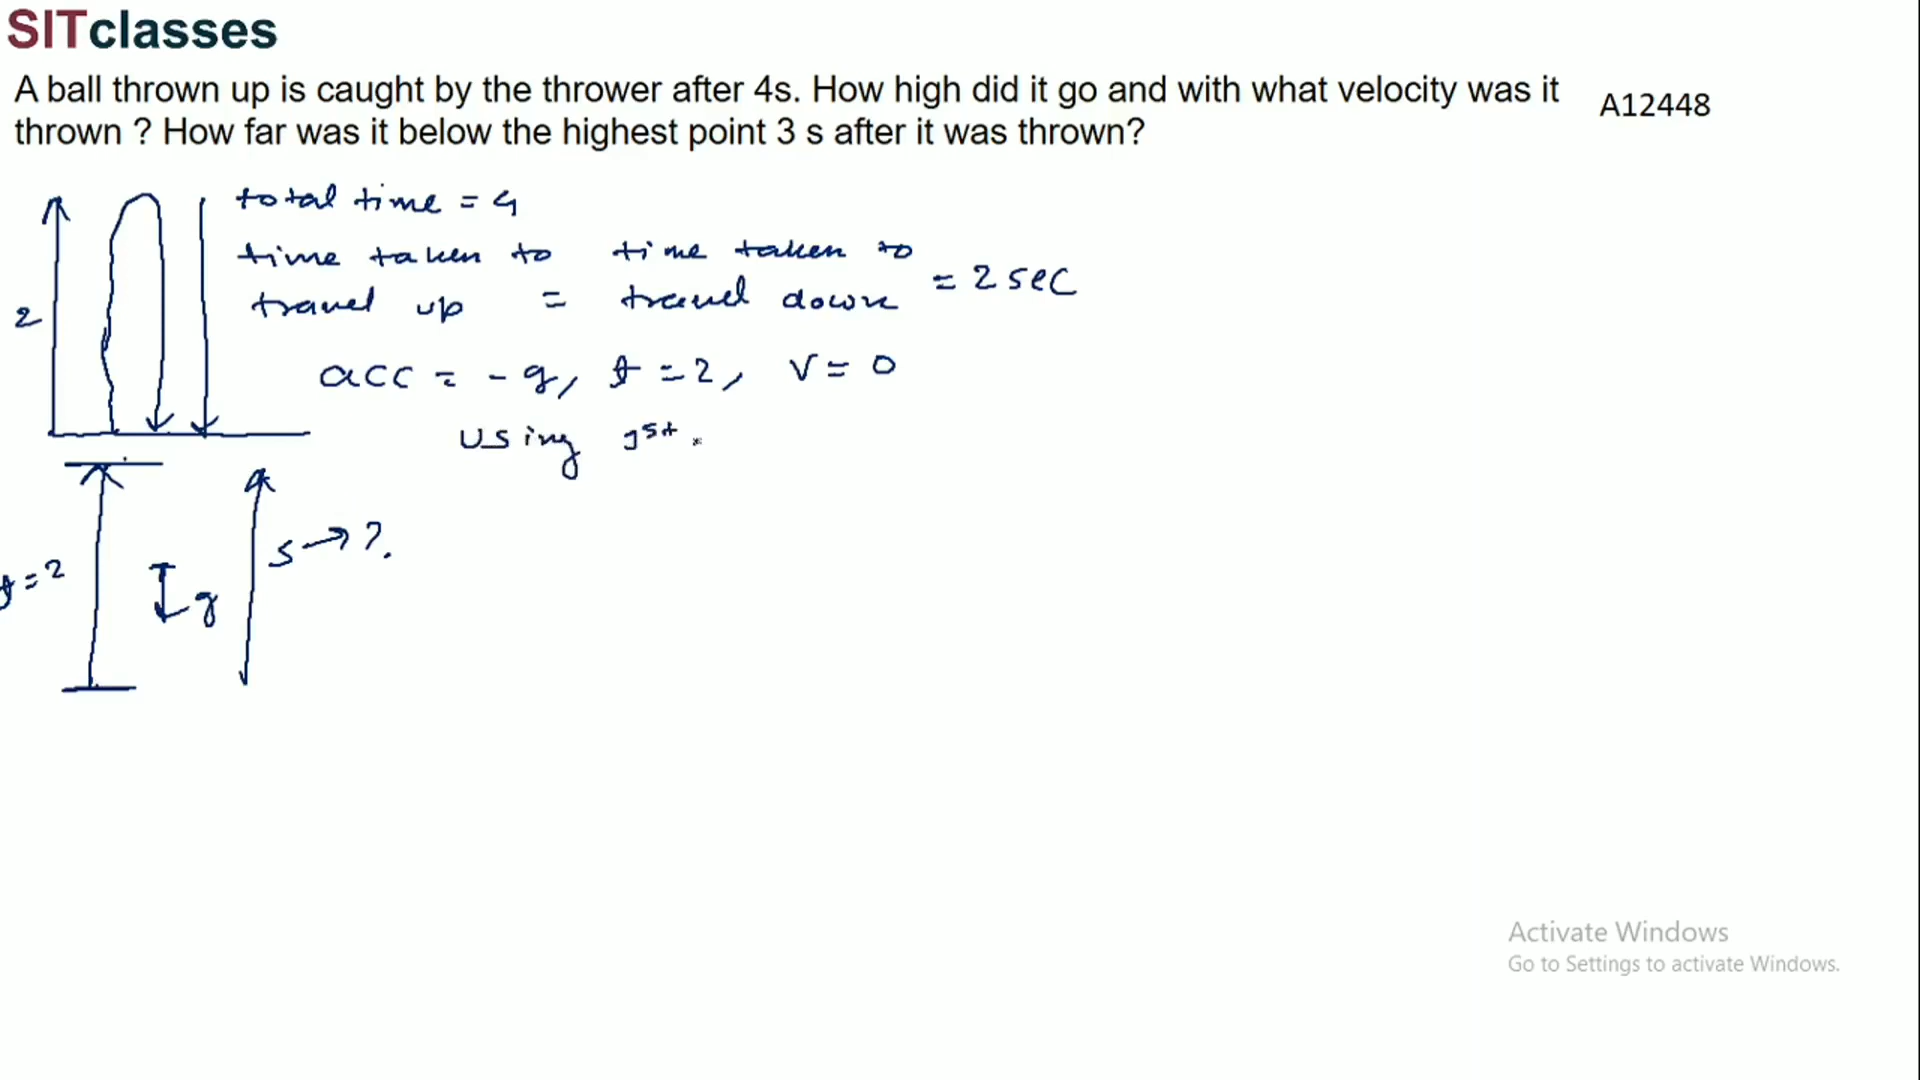 SITclasses
A ball thrown up is caught by the thrower after 4s. How high did it go and with what velocity was it
thrown ? How far was it below the highest point 3 s after it was thrown?
A12448
total time = 4
time taken to time taken to
travel up = travel down = 2 sec
2
acc = - g, t = 2, v = 0
using 1st
s → ?.
t = 2
g
Activate Windows
Go to Settings to activate Windows.